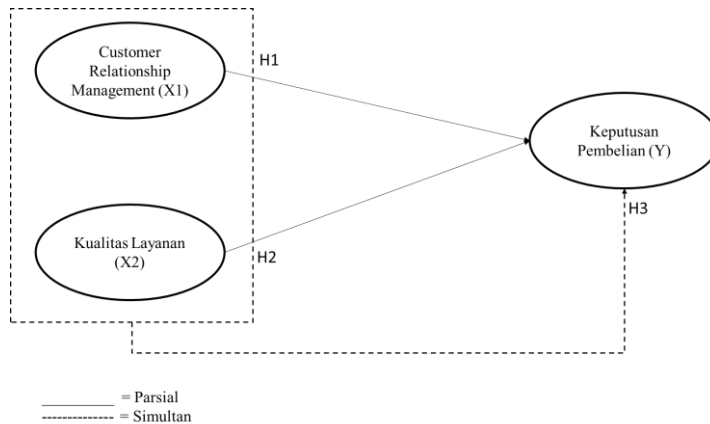 Customer
Relationship
Management (X1)
H1
Keputusan
Pembelian (Y)
Kualitas Layanan
(X2)
H2
H3
= Parsial
= Simultan